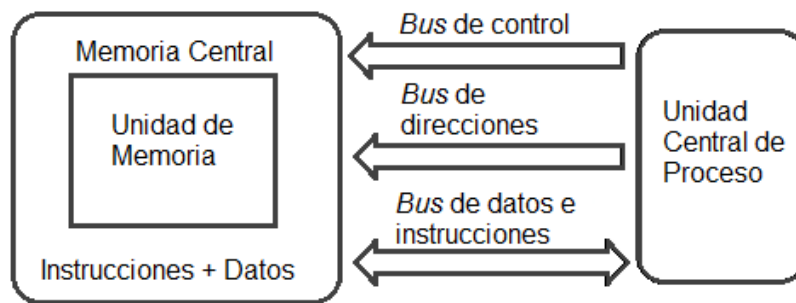 Memoria Central
Unidad de
Memoria
Instrucciones + Datos
Bus de control
Bus de
direcciones
Bus de datos e
instrucciones
Unidad
Central de
Proceso